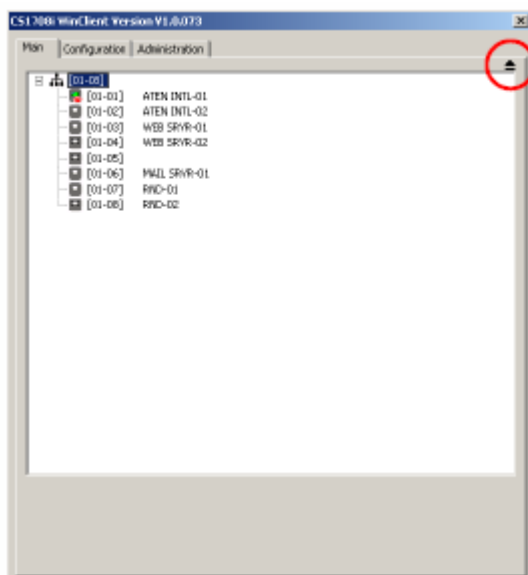 CS1708i WinClient Version V1.0.073
Main Configuration Administration
[01-08]
[01-01] ATEN INTL-01
[01-02] ATEN INTL-02
[01-03] WEB SRVR-01
[01-04] WEB SRVR-02
[01-05]
[01-06] MAIL SRVR-01
[01-07] RND-01
[01-08] RND-02